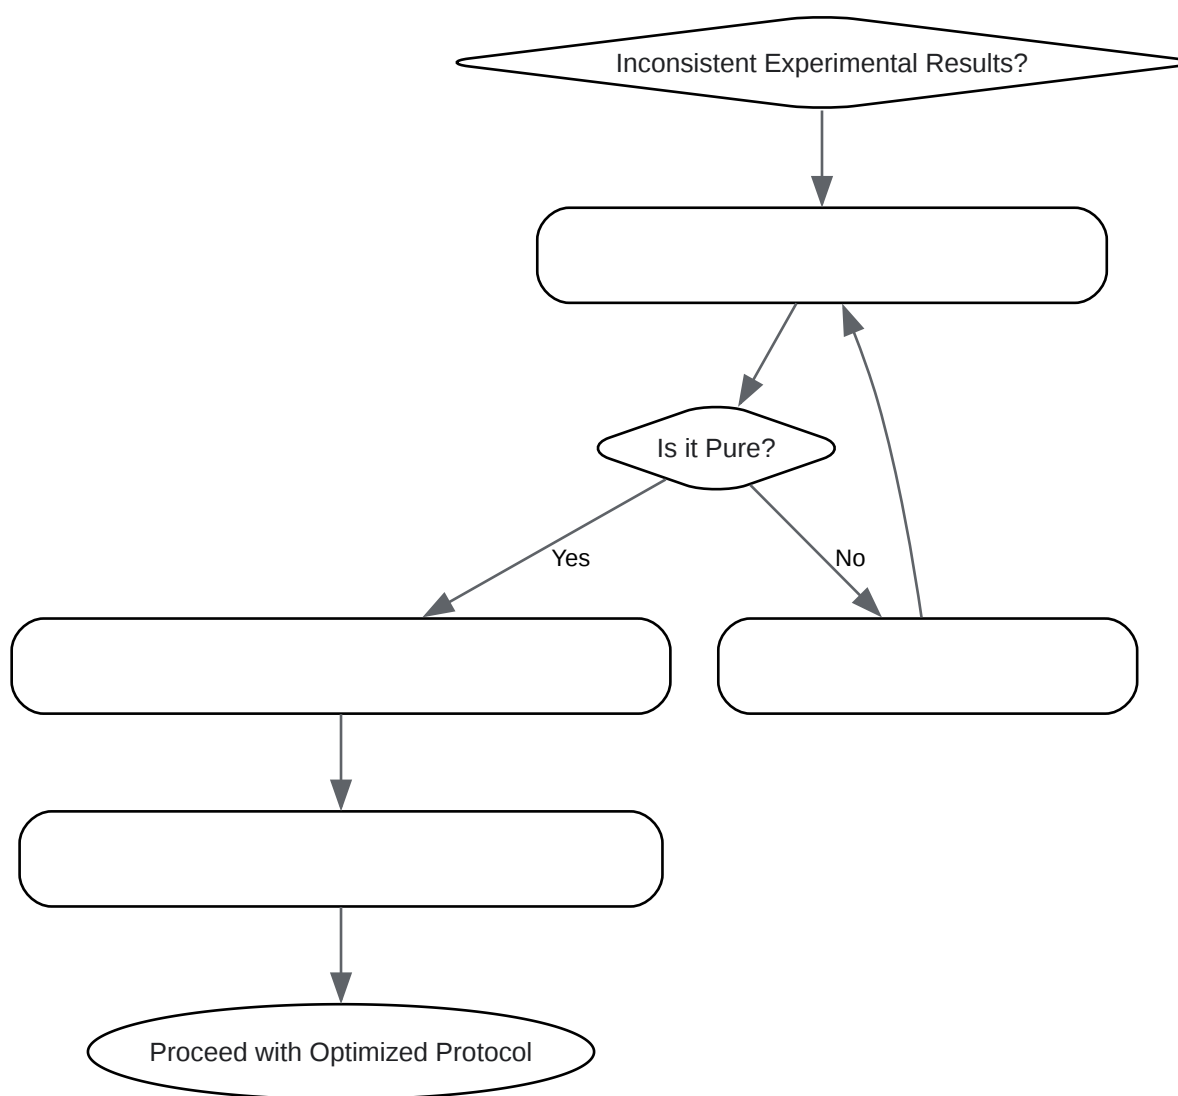 Inconsistent Experimental Results?
Is it Pure?
Yes
No
Proceed with Optimized Protocol